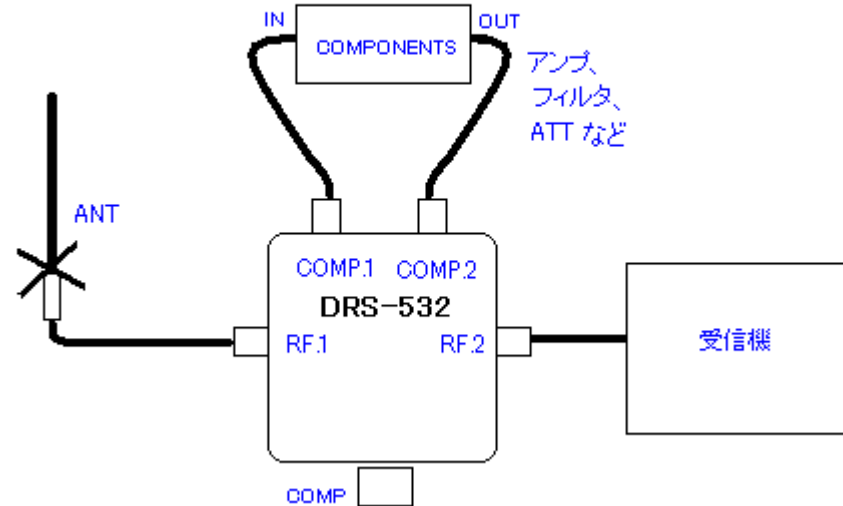 IN
OUT
COMPONENTS
アンプ、
フィルタ、
ATT など
ANT
COMP.1 COMP.2
DRS-532
RF.1
RF.2
受信機
COMP